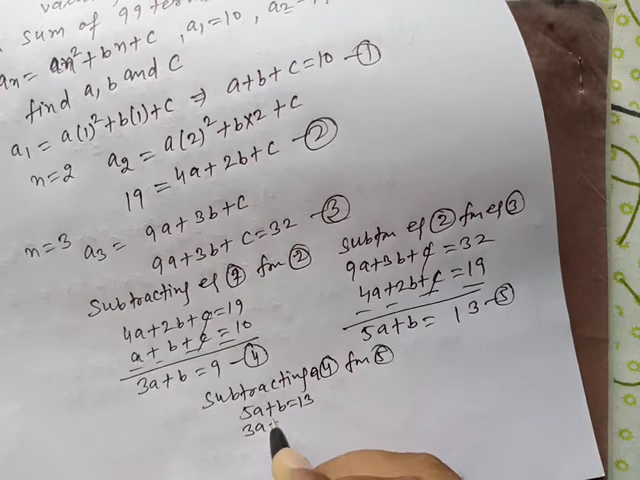 sum of 99 ter
an = an² + bn + c , a₁ = 10 , a₂
find a, b and c
a₁ = a(1)² + b(1) + c ⇒ a + b + c = 10 — ①
n = 2 a₂ = a(2)² + b×2 + c
19 = 4a + 2b + c — ②
n = 3 a₃ = 9a + 3b + c
9a + 3b + c = 32 — ③
Subtracting eq ① fm ②
4a + 2b + c = 19
a + b + c = 10
— — — —
3a + b = 9 — ④
Subtra eq ② fm eq ③
9a + 3b + c = 32
4a + 2b + c = 19
— — — —
5a + b = 13 — ⑤
Subtracting ④ fm ⑤
5a + b = 13
3a +